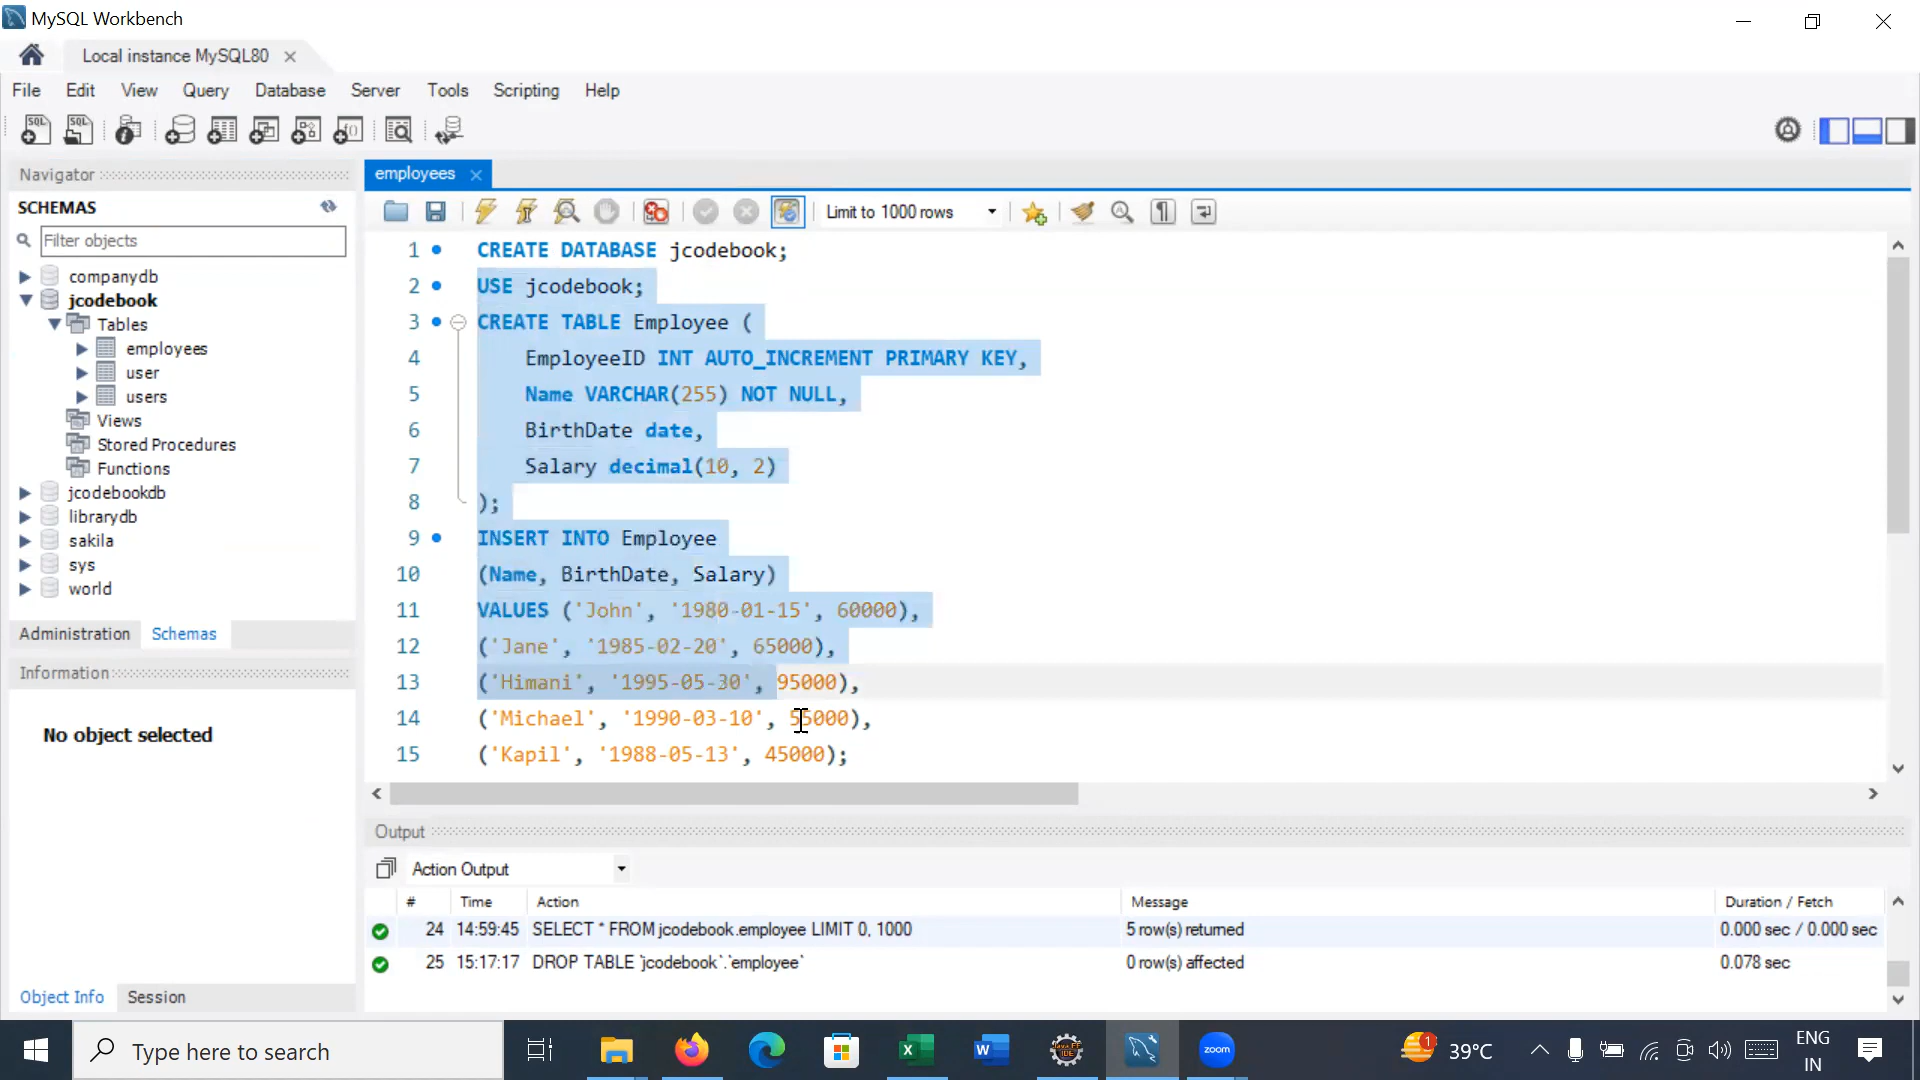 MySQL Workbench
Local instance MySQL80
File Edit View Query Database Server Tools Scripting Help
Navigator
SCHEMAS
Filter objects
companydb
jcodebook
Tables
employees
user
users
Views
Stored Procedures
Functions
jcodebookdb
librarydb
sakila
sys
world
Administration Schemas
Information
No object selected
Object Info Session
employees
Limit to 1000 rows
1 CREATE DATABASE jcodebook;
2 USE jcodebook;
3 CREATE TABLE Employee (
4 EmployeeID INT AUTO_INCREMENT PRIMARY KEY,
5 Name VARCHAR(255) NOT NULL,
6 BirthDate date,
7 Salary decimal(10, 2)
8 );
9 INSERT INTO Employee
10 (Name, BirthDate, Salary)
11 VALUES ('John', '1980-01-15', 60000),
12 ('Jane', '1985-02-20', 65000),
13 ('Himani', '1995-05-30', 95000),
14 ('Michael', '1990-03-10', 55000),
15 ('Kapil', '1988-05-13', 45000);
Output
Action Output
# Time Action Message Duration / Fetch
24 14:59:45 SELECT * FROM jcodebook.employee LIMIT 0, 1000 5 row(s) returned 0.000 sec / 0.000 sec
25 15:17:17 DROP TABLE `jcodebook`.`employee` 0 row(s) affected 0.078 sec
Type here to search
zoom
1
39°C
ENG
IN